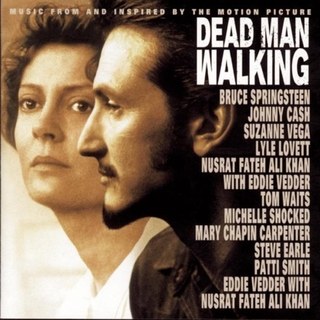 MUSIC FROM AND INSPIRED BY THE MOTION PICTURE
DEAD MAN
WALKING
BRUCE SPRINGSTEEN
JOHNNY CASH
SUZANNE VEGA
LYLE LOVETT
NUSRAT FATEH ALI KHAN
WITH EDDIE VEDDER
TOM WAITS
MICHELLE SHOCKED
MARY CHAPIN CARPENTER
STEVE EARLE
PATTI SMITH
EDDIE VEDDER WITH
NUSRAT FATEH ALI KHAN